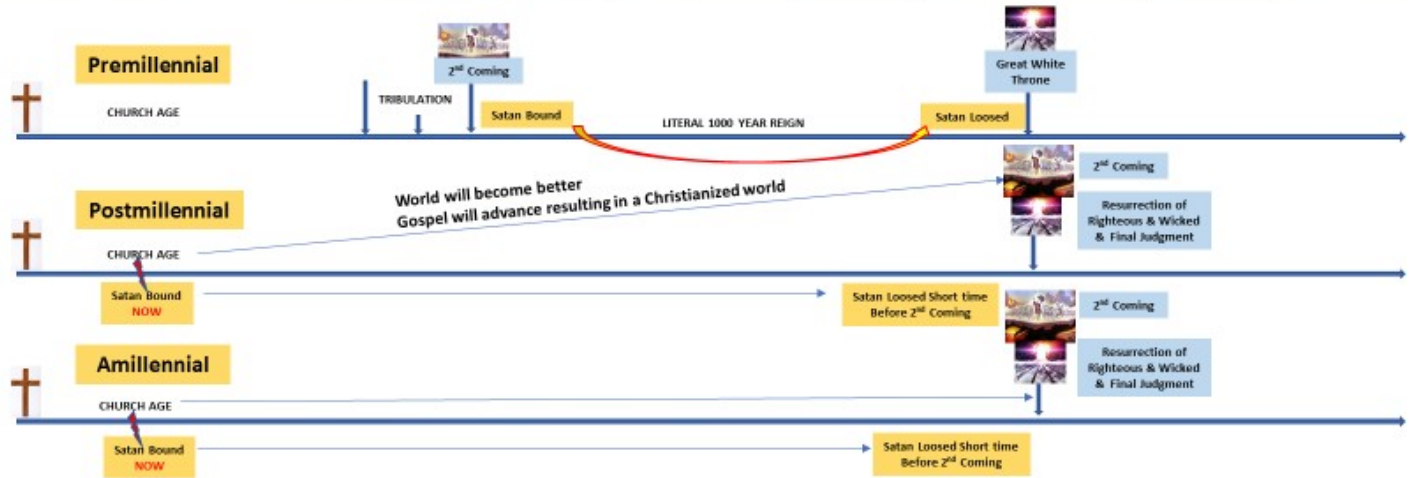 Premillennial
CHURCH AGE
TRIBULATION
2nd Coming
Satan Bound
LITERAL 1000 YEAR REIGN
Satan Loosed
Great White
Throne
Postmillennial
CHURCH AGE
World will become better
Gospel will advance resulting in a Christianized world
2nd Coming
Resurrection of
Righteous & Wicked
& Final Judgment
Satan Bound
NOW
Satan Loosed Short time
Before 2nd Coming
Amillennial
CHURCH AGE
2nd Coming
Resurrection of
Righteous & Wicked
& Final Judgment
Satan Bound
NOW
Satan Loosed Short time
Before 2nd Coming